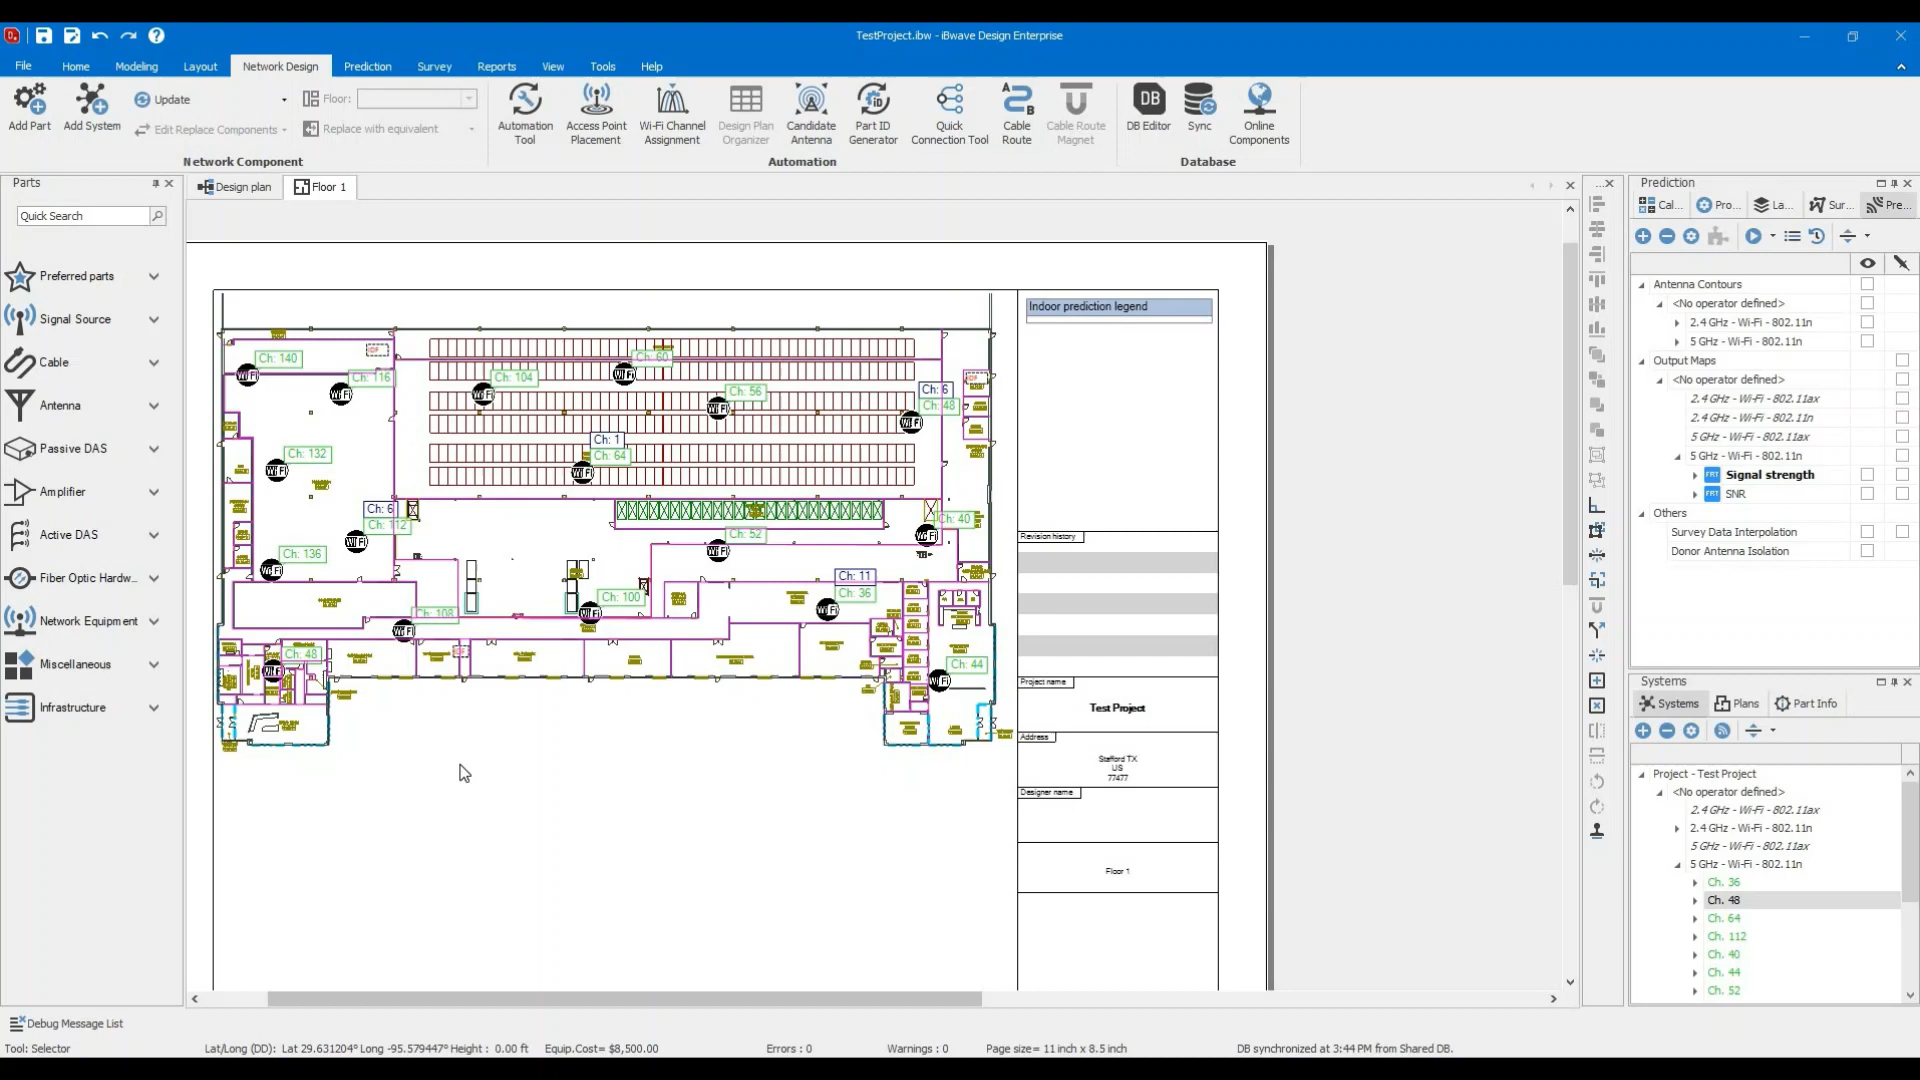 TestProject.ibw - iBwave Design Enterprise
File Home Modeling Layout Network Design Prediction Survey Reports View Tools Help
Add Part
Add System
Update
Edit Replace Components
Floor:
Replace with equivalent
Network Component
Automation Tool
Access Point Placement
Wi-Fi Channel Assignment
Design Plan Organizer
Candidate Antenna
Part ID Generator
Quick Connection Tool
Cable Route
Cable Route Magnet
Automation
DB Editor
Sync
Online Components
Database
Parts
Quick Search
Preferred parts
Signal Source
Cable
Antenna
Passive DAS
Amplifier
Active DAS
Fiber Optic Hardw...
Network Equipment
Miscellaneous
Infrastructure
Design plan
Floor 1
Ch: 140
Ch: 116
Ch: 104
Ch: 60
Ch: 56
Ch: 6
Ch: 48
Ch: 1
Ch: 64
Ch: 132
Ch: 6
Ch: 112
Ch: 40
Ch: 52
Ch: 136
Ch: 11
Ch: 36
Ch: 100
Ch: 108
Ch: 48
Ch: 44
Indoor prediction legend
Revision history
Project name
Test Project
Address
Stafford TX
US
77477
Designer name
Floor 1
Prediction
Cal... Pro... La... Sur... Pre...
Antenna Contours
<No operator defined>
2.4 GHz - Wi-Fi - 802.11n
5 GHz - Wi-Fi - 802.11n
Output Maps
<No operator defined>
2.4 GHz - Wi-Fi - 802.11ax
2.4 GHz - Wi-Fi - 802.11n
5 GHz - Wi-Fi - 802.11ax
5 GHz - Wi-Fi - 802.11n
Signal strength
SNR
Others
Survey Data Interpolation
Donor Antenna Isolation
Systems
Systems Plans Part Info
Project - Test Project
<No operator defined>
2.4 GHz - Wi-Fi - 802.11ax
2.4 GHz - Wi-Fi - 802.11n
5 GHz - Wi-Fi - 802.11ax
5 GHz - Wi-Fi - 802.11n
Ch. 36
Ch. 48
Ch. 64
Ch. 112
Ch. 40
Ch. 44
Ch. 52
Debug Message List
Tool: Selector Lat/Long (DD): Lat 29.631204° Long -95.579447° Height : 0.00 ft Equip.Cost= $8,500.00 Errors : 0 Warnings : 0 Page size= 11 inch x 8.5 inch DB synchronized at 3:44 PM from Shared DB.